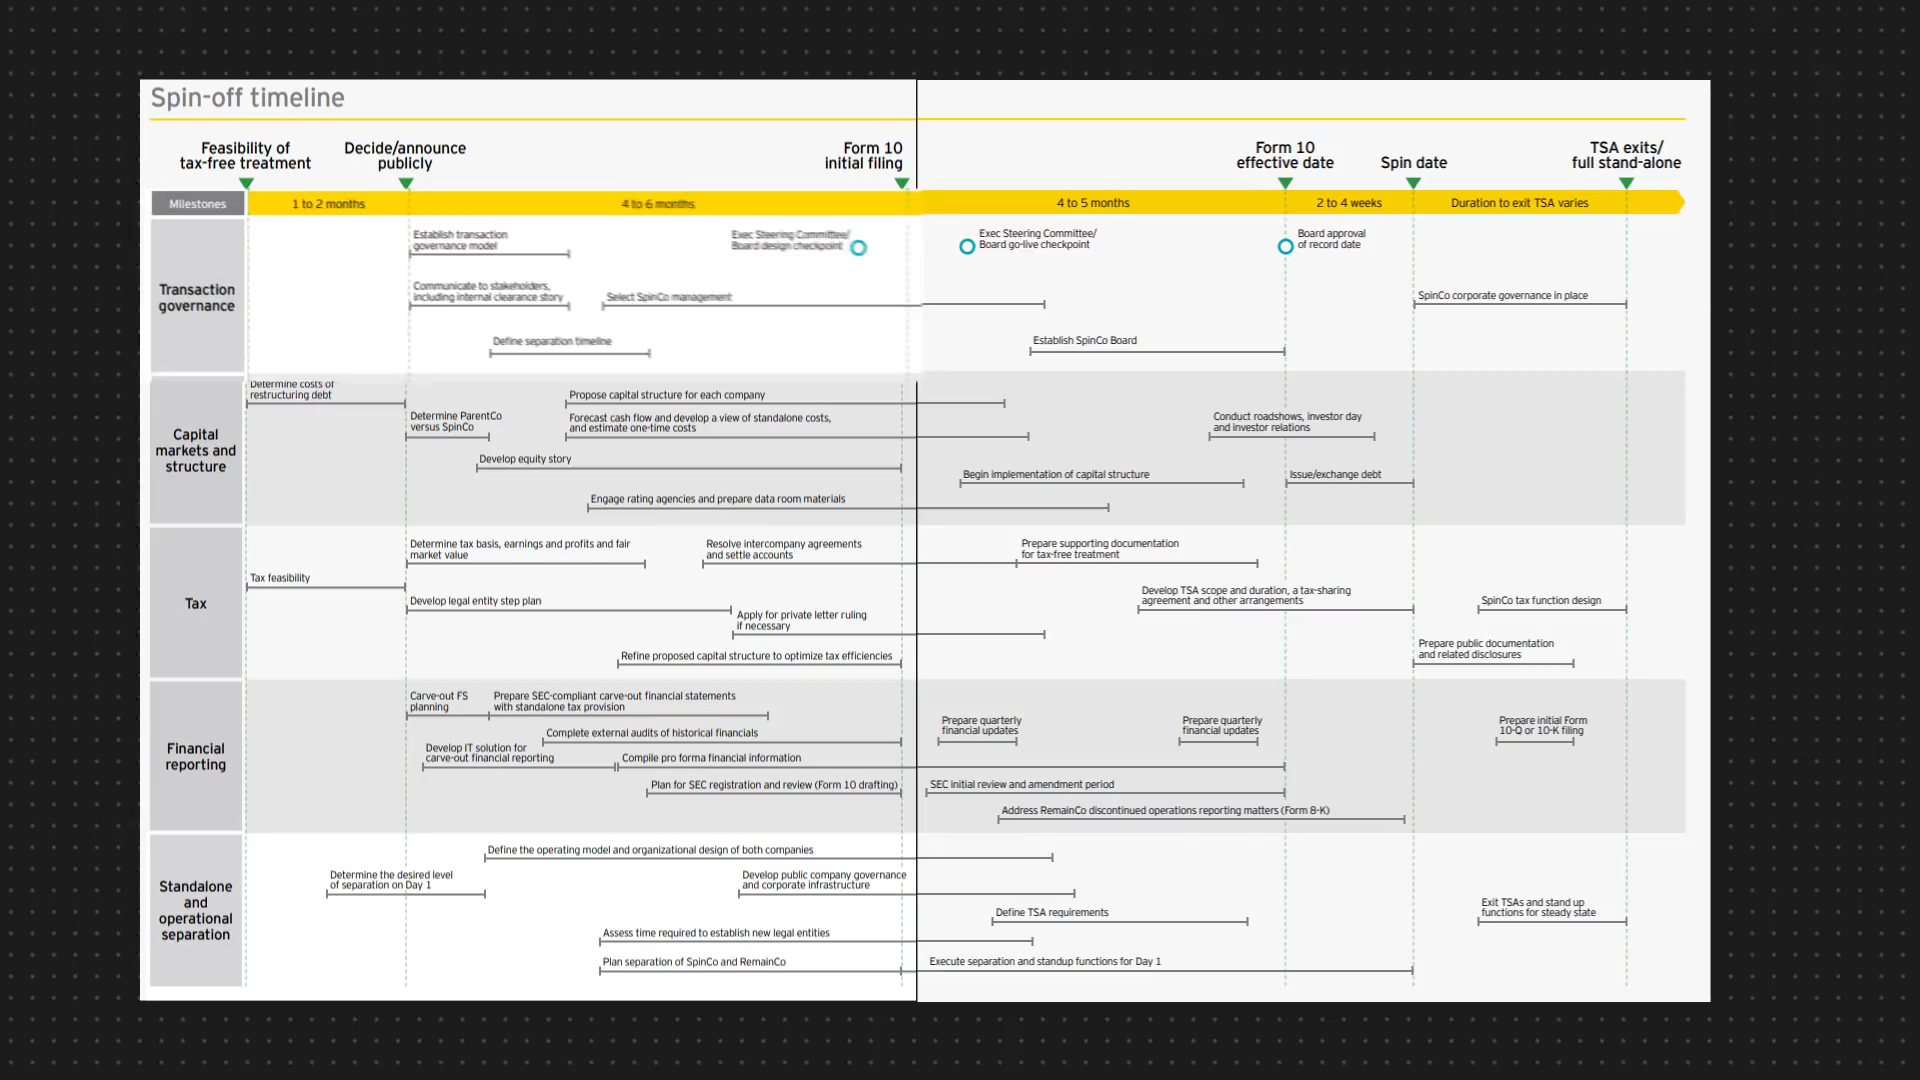 Spin-off timeline
Feasibility of
tax-free treatment
Decide/announce
publicly
Form 10
initial filing
Form 10
effective date
Spin date
TSA exits/
full stand-alone
Milestones
1 to 2 months
4 to 6 months
4 to 5 months
2 to 4 weeks
Duration to exit TSA varies
Transaction
governance
Establish transaction
governance model
Exec Steering Committee/
Board design checkpoint
Exec Steering Committee/
Board go-live checkpoint
Board approval
of record date
Communicate to stakeholders,
including internal clearance story
Select SpinCo management
SpinCo corporate governance in place
Define separation timeline
Establish SpinCo Board
Capital
markets and
structure
Determine costs of
restructuring debt
Propose capital structure for each company
Determine ParentCo
versus SpinCo
Forecast cash flow and develop a view of standalone costs,
and estimate one-time costs
Conduct roadshows, investor day
and investor relations
Develop equity story
Begin implementation of capital structure
Issue/exchange debt
Engage rating agencies and prepare data room materials
Tax
Determine tax basis, earnings and profits and fair
market value
Resolve intercompany agreements
and settle accounts
Prepare supporting documentation
for tax-free treatment
Tax feasibility
Develop legal entity step plan
Develop TSA scope and duration, a tax-sharing
agreement and other arrangements
SpinCo tax function design
Apply for private letter ruling
if necessary
Refine proposed capital structure to optimize tax efficiencies
Prepare public documentation
and related disclosures
Financial
reporting
Carve-out FS
planning
Prepare SEC-compliant carve-out financial statements
with standalone tax provision
Complete external audits of historical financials
Prepare quarterly
financial updates
Prepare quarterly
financial updates
Prepare initial Form
10-Q or 10-K filing
Develop IT solution for
carve-out financial reporting
Compile pro forma financial information
Plan for SEC registration and review (Form 10 drafting)
SEC initial review and amendment period
Address RemainCo discontinued operations reporting matters (Form 8-K)
Standalone
and
operational
separation
Define the operating model and organizational design of both companies
Determine the desired level
of separation on Day 1
Develop public company governance
and corporate infrastructure
Define TSA requirements
Exit TSAs and stand up
functions for steady state
Assess time required to establish new legal entities
Plan separation of SpinCo and RemainCo
Execute separation and standup functions for Day 1